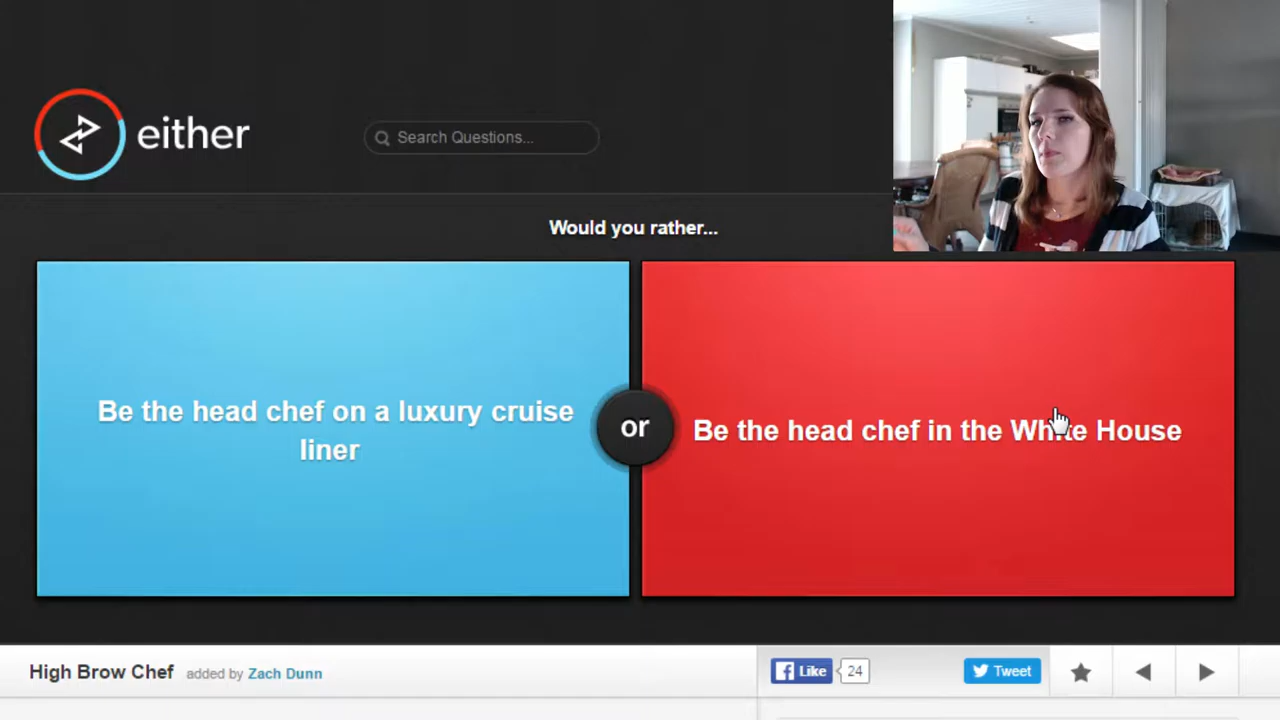 either
Search Questions...
Would you rather...
Be the head chef on a luxury cruise
liner
or
Be the head chef in the White House
High Brow Chef added by Zach Dunn
Like 24
Tweet